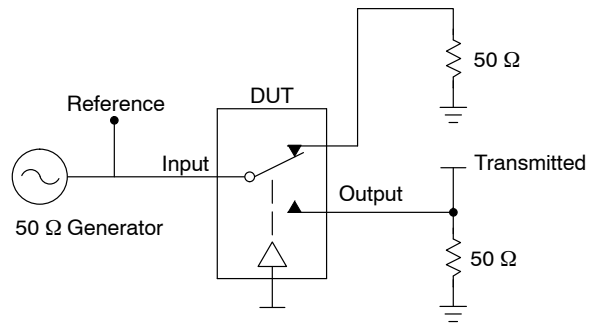 50 Ω
DUT
Reference
Input
Transmitted
Output
50 Ω Generator
50 Ω